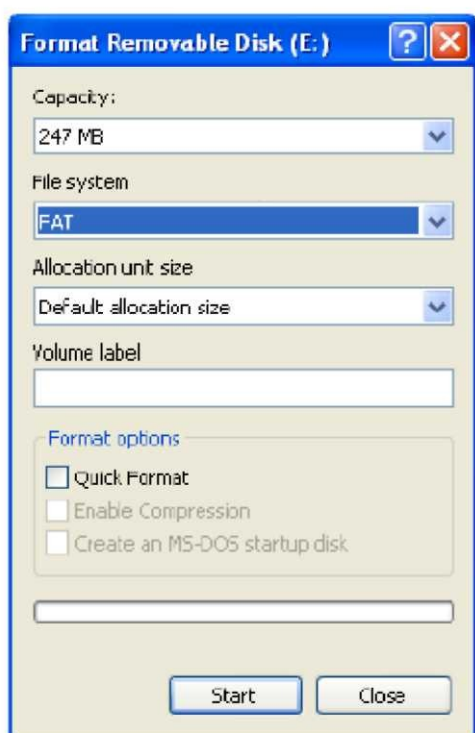 Format Removable Disk (E:)
Capacity:
247 MB
File system
FAT
Allocation unit size
Default allocation size
Volume label
Format options
Quick Format
Enable Compression
Create an MS-DOS startup disk
Start Close